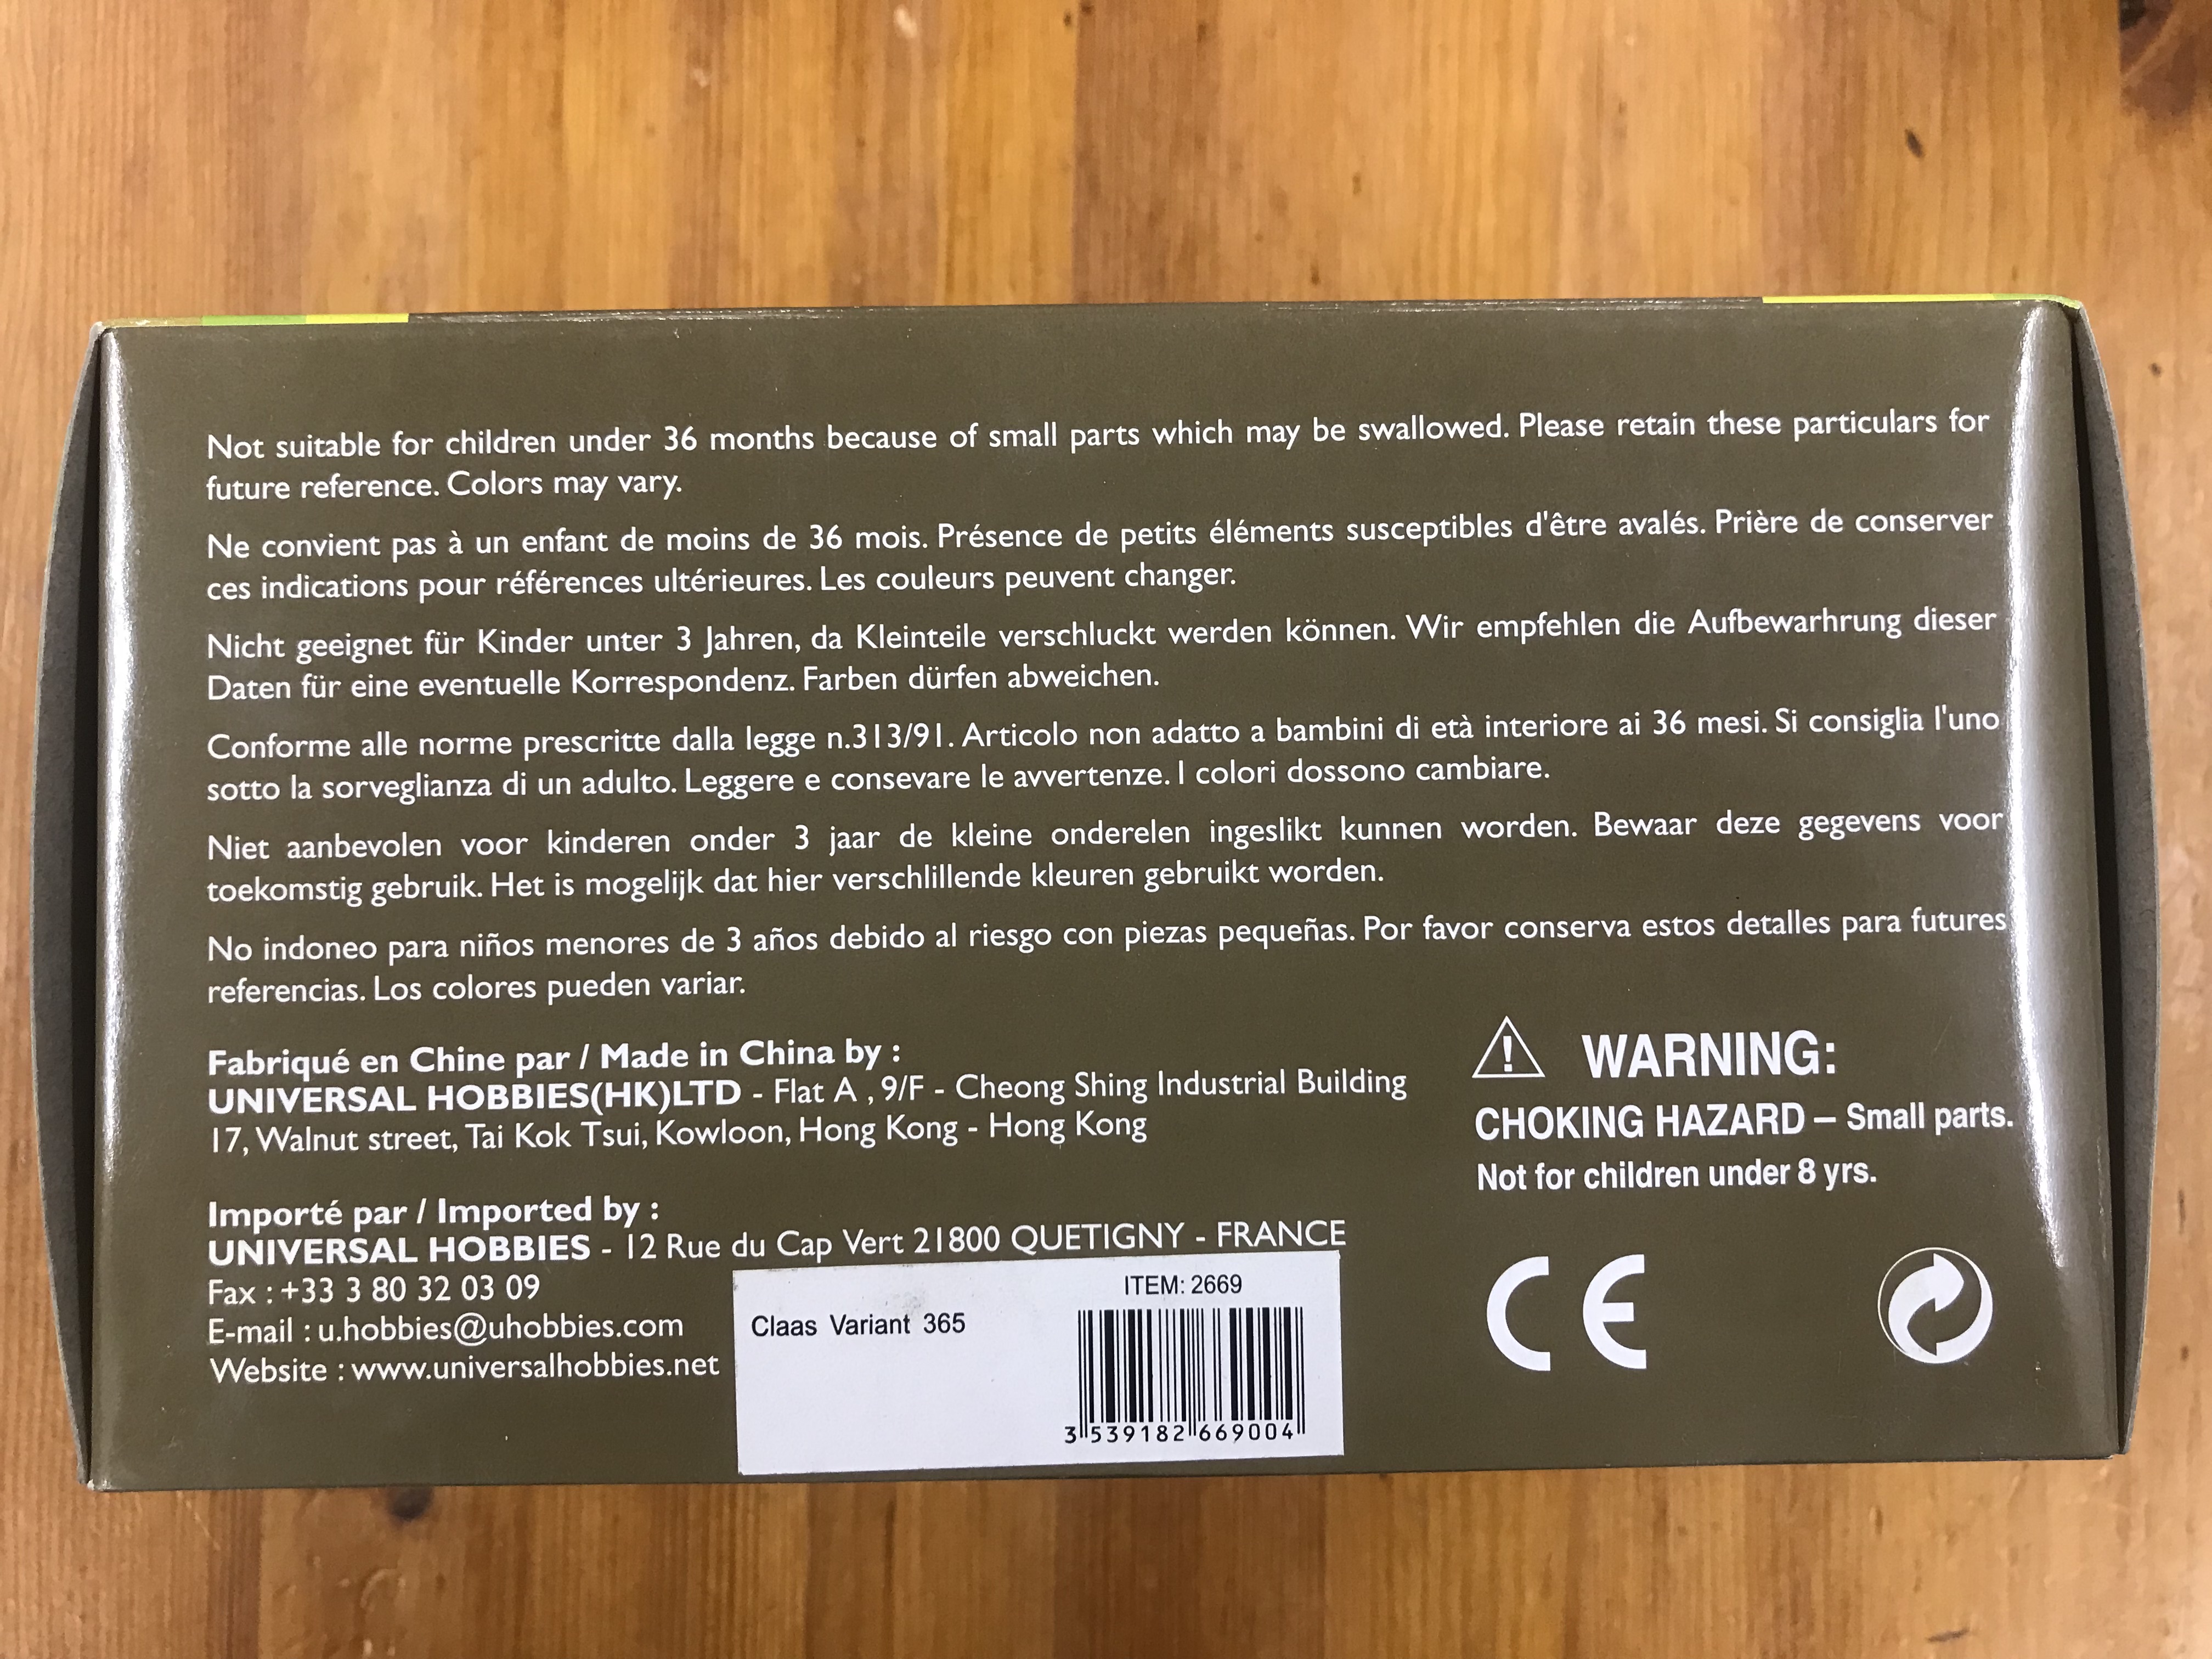 Not suitable for children under 36 months because of small parts which may be swallowed. Please retain these particulars for
future reference. Colors may vary.
Ne convient pas à un enfant de moins de 36 mois. Présence de petits éléments susceptibles d'être avalés. Prière de conserver
ces indications pour références ultérieures. Les couleurs peuvent changer.
Nicht geeignet für Kinder unter 3 Jahren, da Kleinteile verschluckt werden können. Wir empfehlen die Aufbewarhrung dieser
Daten für eine eventuelle Korrespondenz. Farben dürfen abweichen.
Conforme alle norme prescritte dalla legge n.313/91. Articolo non adatto a bambini di età interiore ai 36 mesi. Si consiglia l'uno
sotto la sorveglianza di un adulto. Leggere e consevare le avvertenze. I colori dossono cambiare.
Niet aanbevolen voor kinderen onder 3 jaar de kleine onderelen ingeslikt kunnen worden. Bewaar deze gegevens voor
toekomstig gebruik. Het is mogelijk dat hier verschlillende kleuren gebruikt worden.
No indoneo para niños menores de 3 años debido al riesgo con piezas pequeñas. Por favor conserva estos detalles para futures
referencias. Los colores pueden variar.
Fabriqué en Chine par / Made in China by :
UNIVERSAL HOBBIES(HK)LTD - Flat A , 9/F - Cheong Shing Industrial Building
17, Walnut street, Tai Kok Tsui, Kowloon, Hong Kong - Hong Kong
WARNING:
CHOKING HAZARD – Small parts.
Not for children under 8 yrs.
Importé par / Imported by :
UNIVERSAL HOBBIES - 12 Rue du Cap Vert 21800 QUETIGNY - FRANCE
Fax : +33 3 80 32 03 09
E-mail : u.hobbies@uhobbies.com
Website : www.universalhobbies.net
ITEM: 2669
Claas Variant 365
3 539182 669004
CE